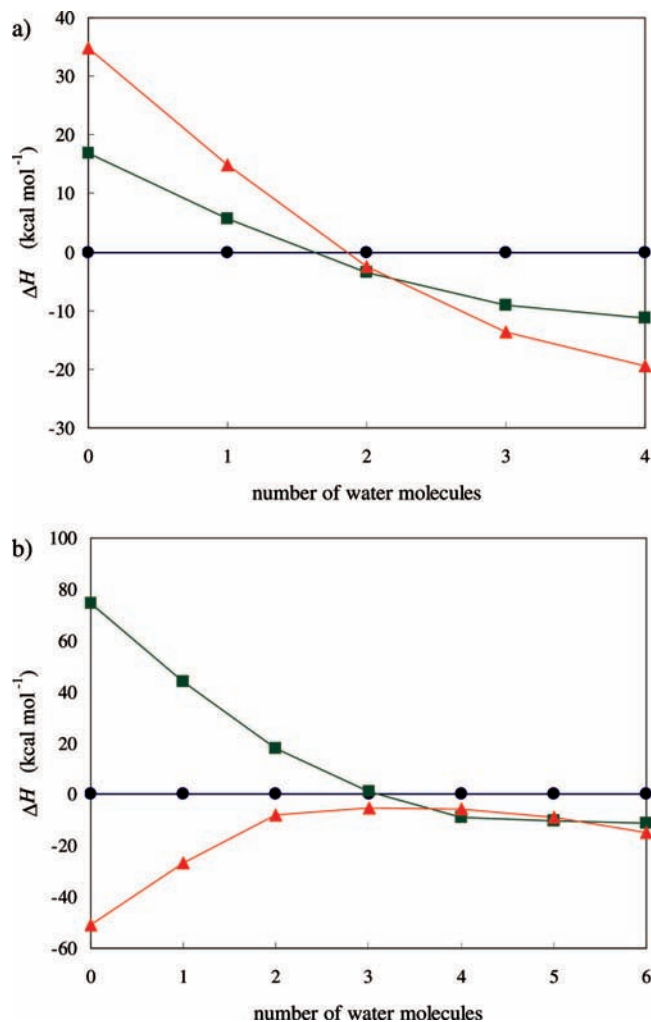 a)
40
30
20
10
0
-10
-20
-30
ΔH (kcal mol⁻¹)
0 1 2 3 4
number of water molecules
b)
100
80
60
40
20
0
-20
-40
-60
ΔH (kcal mol⁻¹)
0 1 2 3 4 5 6
number of water molecules